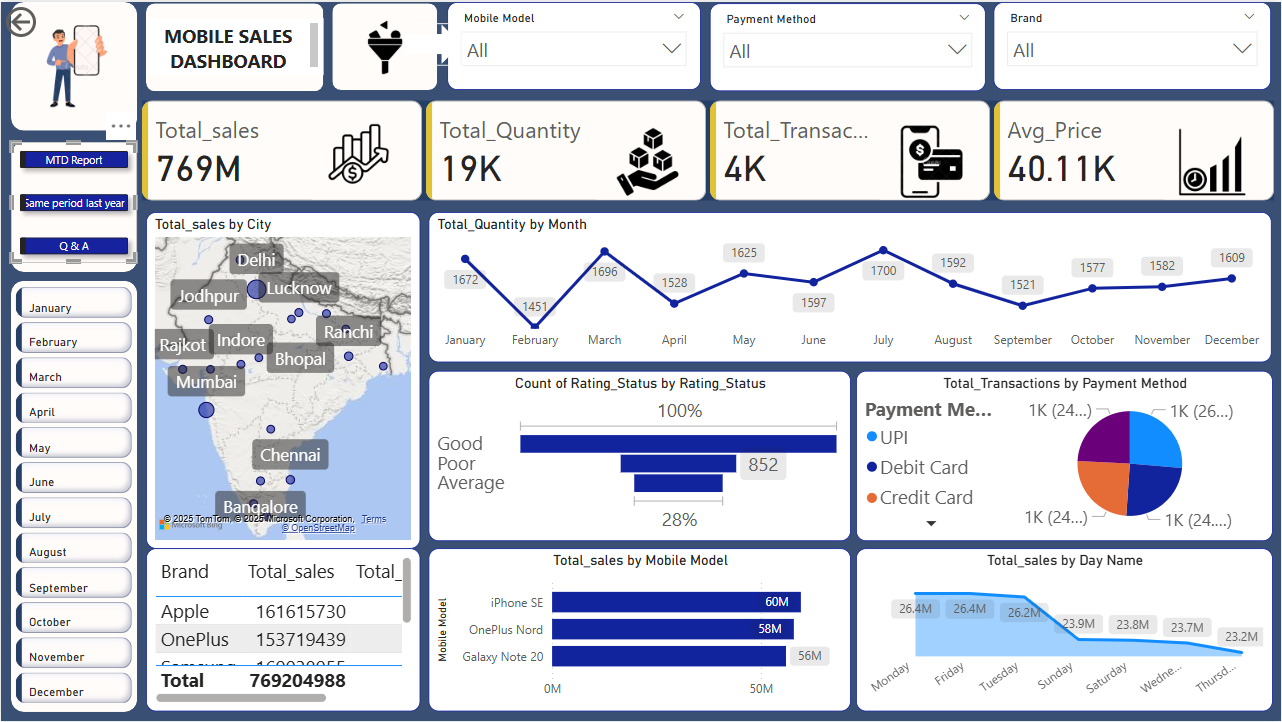 MOBILE SALES
DASHBOARD
Mobile Model
All
Payment Method
All
Brand
All
MTD Report
Same period last year
Q & A
Total_sales
769M
Total_Quantity
19K
Total_Transac...
4K
Avg_Price
40.11K
January
February
March
April
May
June
July
August
September
October
November
December
Total_sales by City
Delhi
Lucknow
Jodhpur
Ranchi
Indore
Rajkot
Bhopal
Mumbai
Chennai
Bangalore
© 2025 TomTom, © 2025 Microsoft Corporation, Terms
© OpenStreetMap
Microsoft Bing
Total_Quantity by Month
1672
1451
1696
1528
1625
1597
1700
1592
1521
1577
1582
1609
January February March April May June July August September October November December
Count of Rating_Status by Rating_Status
100%
Good
Poor
Average
852
28%
Total_Transactions by Payment Method
Payment Me...
UPI
Debit Card
Credit Card
1K (24...)
1K (26...)
1K (24...)
1K (24....)
Brand Total_sales Total_
Apple 161615730
OnePlus 153719439
Total 769204988
Total_sales by Mobile Model
Mobile Model
iPhone SE 60M
OnePlus Nord 58M
Galaxy Note 20 56M
0M 50M
Total_sales by Day Name
26.4M
26.4M
26.2M
23.9M
23.8M
23.7M
23.2M
Monday Friday Tuesday Sunday Saturday Wedne... Thursd...